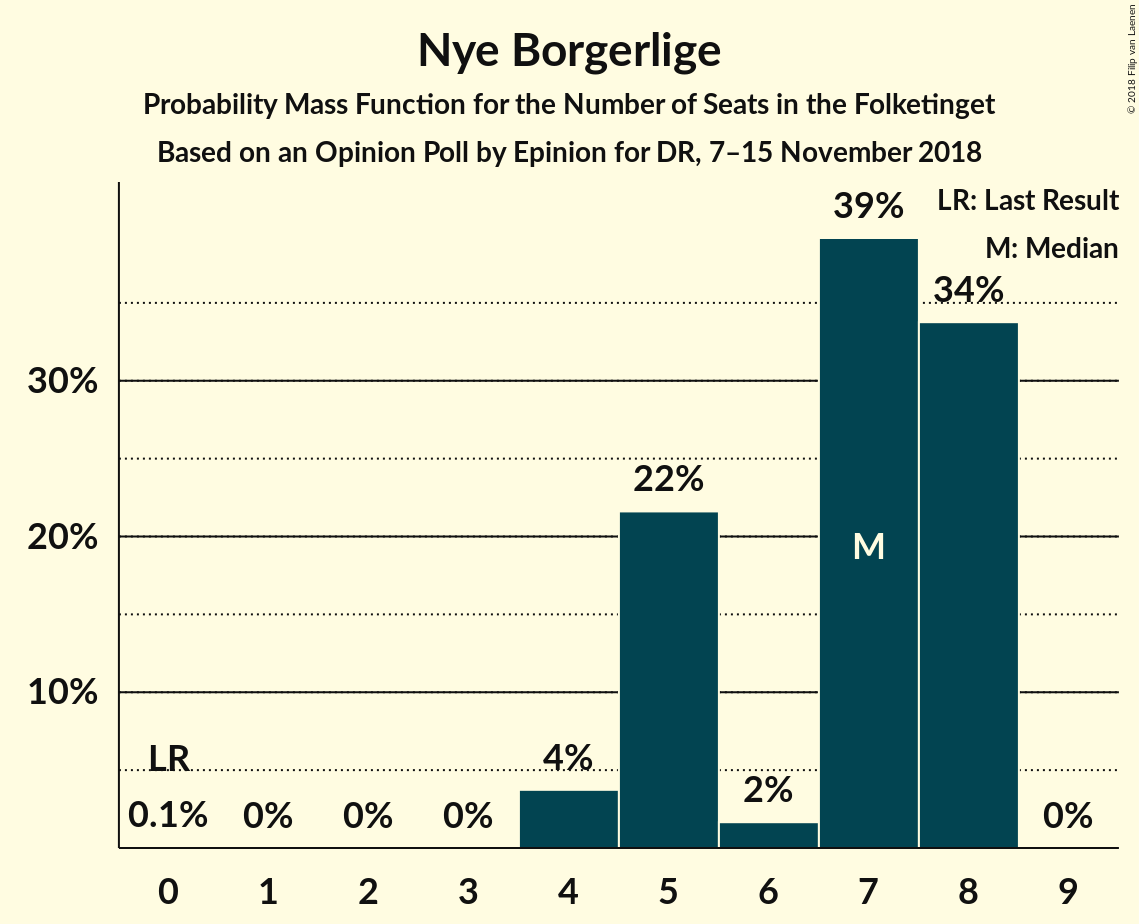 Nye Borgerlige
Probability Mass Function for the Number of Seats in the Folketinget
Based on an Opinion Poll by Epinion for DR, 7–15 November 2018
© 2018 Filip van Laenen
LR: Last Result
M: Median
39%
34%
30%
22%
20%
M
10%
LR
4%
2%
0.1%
0%
0%
0%
0%
0 1 2 3 4 5 6 7 8 9